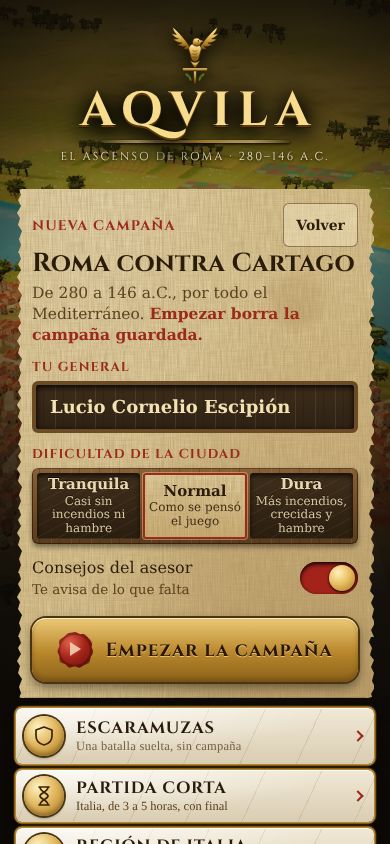 AQVILA
EL ASCENSO DE ROMA · 280–146 A.C.
NUEVA CAMPAÑA
Volver
ROMA CONTRA CARTAGO
De 280 a 146 a.C., por todo el
Mediterráneo. Empezar borra la
campaña guardada.
TU GENERAL
Lucio Cornelio Escipión
DIFICULTAD DE LA CIUDAD
Tranquila
Casi sin
incendios ni
hambre
Normal
Como se pensó
el juego
Dura
Más incendios,
crecidas y
hambre
Consejos del asesor
Te avisa de lo que falta
EMPEZAR LA CAMPAÑA
ESCARAMUZAS
Una batalla suelta, sin campaña
PARTIDA CORTA
Italia, de 3 a 5 horas, con final
REGIÓN DE ITALIA